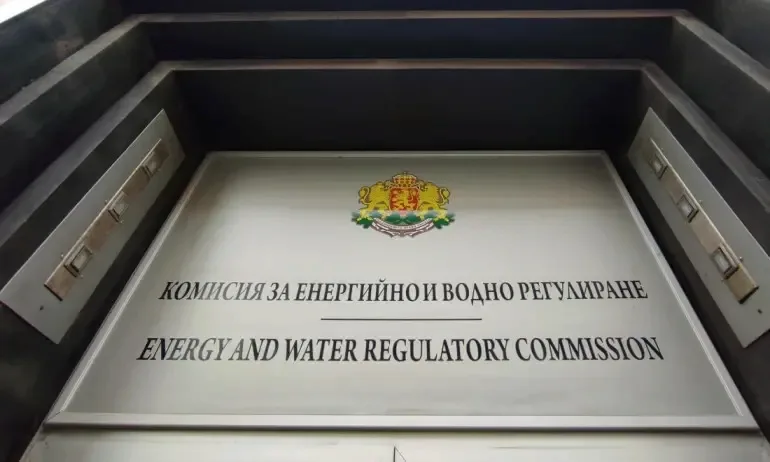 КОМИСИЯ ЗА ЕНЕРГИЙНО И ВОДНО РЕГУЛИРАНЕ
ENERGY AND WATER REGULATORY COMMISSION